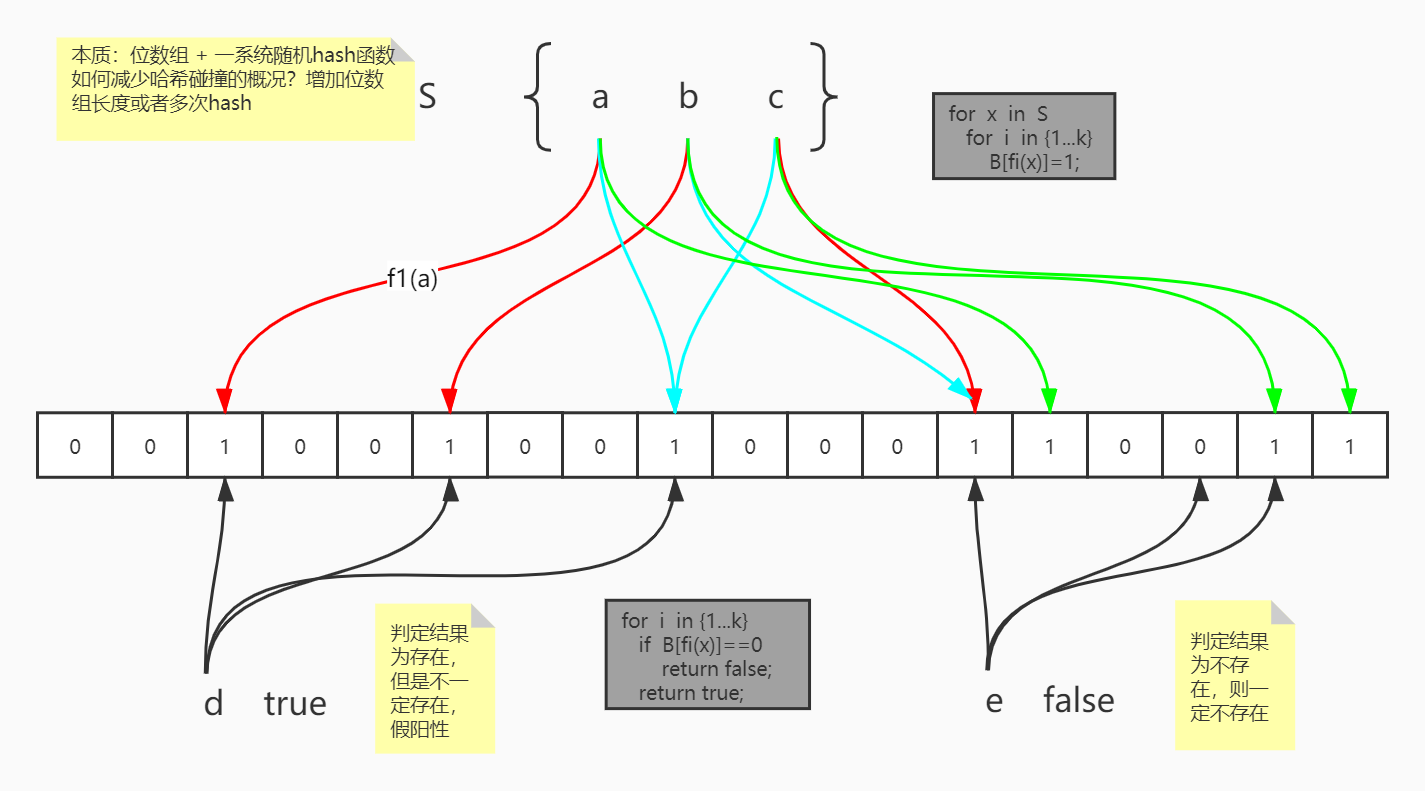 本质：位数组 + 一系统随机hash函数
如何减少哈希碰撞的概况？增加位数
组长度或者多次hash
S { a b c }
for x in S
for i in {1...k}
B[fi(x)]=1;
f1(a)
0 0 1 0 0 1 0 0 1 0 0 0 1 1 0 0 1 1
判定结果
为存在，
但是不一
定存在，
假阳性
for i in {1...k}
if B[fi(x)]==0
return false;
return true;
判定结果
为不存
在，则一
定不存在
d true
e false